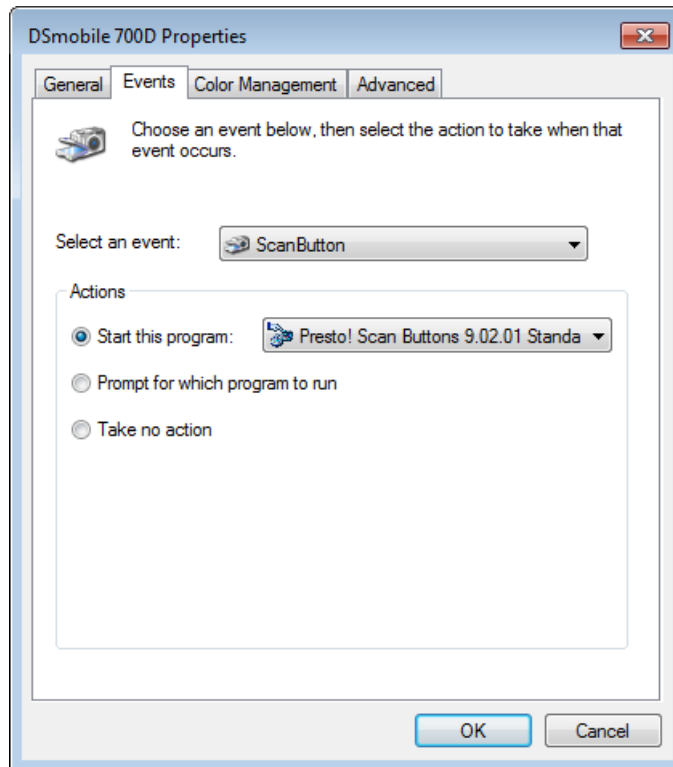 DSmobile 700D Properties
General Events Color Management Advanced
Choose an event below, then select the action to take when that
event occurs.
Select an event: ScanButton
Actions
Start this program: Presto! Scan Buttons 9.02.01 Standa
Prompt for which program to run
Take no action
OK Cancel